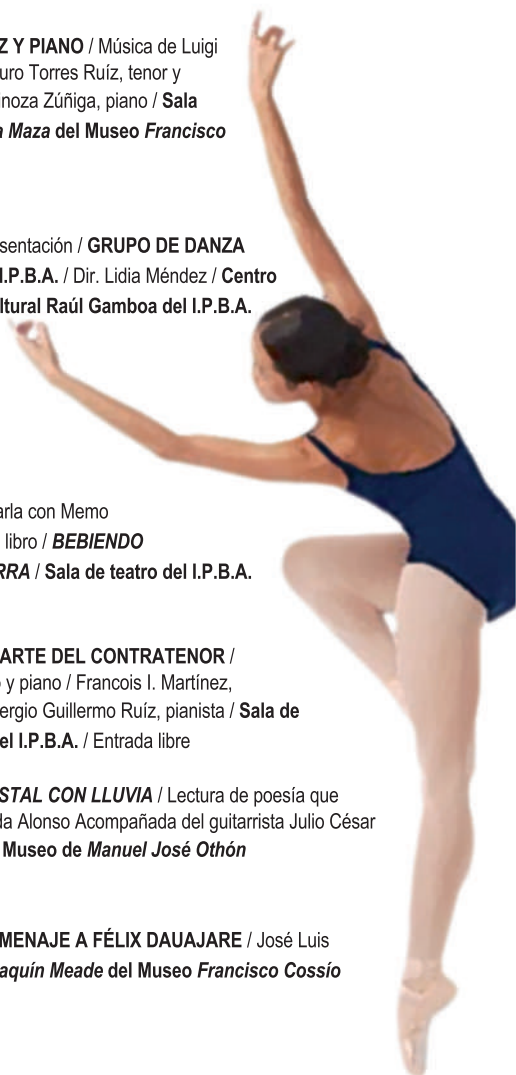 Z Y PIANO / Música de Luigi
uro Torres Ruíz, tenor y
inoza Zúñiga, piano / Sala
a Maza del Museo Francisco
sentación / GRUPO DE DANZA
I.P.B.A. / Dir. Lidia Méndez / Centro
ltural Raúl Gamboa del I.P.B.A.
arla con Memo
libro / BEBIENDO
RRA / Sala de teatro del I.P.B.A.
ARTE DEL CONTRATENOR /
o y piano / Francois I. Martínez,
ergio Guillermo Ruíz, pianista / Sala de
el I.P.B.A. / Entrada libre
STAL CON LLUVIA / Lectura de poesía que
da Alonso Acompañada del guitarrista Julio César
Museo de Manuel José Othón
MENAJE A FÉLIX DAUAJARE / José Luis
aquín Meade del Museo Francisco Cossío